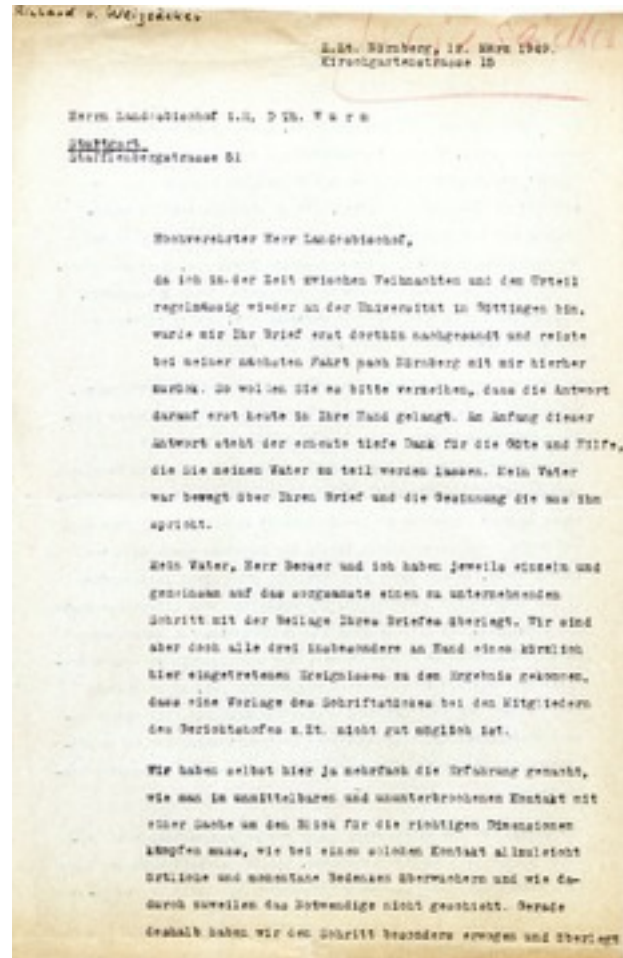 Richard v. Weizsäcker
z.Zt. Nürnberg, 12. März 1949.
Kirschgartenstrasse 15
Herrn Landesbischof i.R. D Th. W u r m
Stuttgart.
Stafflenbergstrasse 51
Hochverehrter Herr Landesbischof,
da ich in der Zeit zwischen Weihnachten und dem Urteil
regelmässig wieder an der Universität in Göttingen bin,
wurde mir Ihr Brief erst dorthin nachgesandt und reiste
bei meiner nächsten Fahrt nach Nürnberg mit mir hierher
zurück. So wollen Sie es bitte verzeihen, dass die Antwort
darauf erst heute in Ihre Hand gelangt. Am Anfang dieser
Antwort steht der erneute tiefe Dank für die Güte und Hilfe,
die Sie meinem Vater zu teil werden lassen. Mein Vater
war bewegt über Ihren Brief und die Gesinnung die aus ihm
spricht.
Mein Vater, Herr Becker und ich haben jeweils einzeln und
gemeinsam auf das sorgsamste einen zu unternehmenden
Schritt mit der Beilage Ihres Briefes überlegt. Wir sind
aber doch alle drei insbesondere an Hand eines kürzlich
hier eingetretenen Ereignisses zu dem Ergebnis gekommen,
dass eine Vorlage des Schriftstückes bei den Mitgliedern
des Gerichtshofes z.Zt. nicht gut möglich ist.
Wir haben selbst hier ja mehrfach die Erfahrung gemacht,
wie man im unmittelbaren und ununterbrochenen Kontakt mit
einer Sache um den Blick für die richtigen Dimensionen
kämpfen muss, wie bei einem solchen Kontakt allzuleicht
örtliche und momentane Bedenken überwuchern und wie da-
durch zuweilen das Notwendige nicht geschieht. Gerade
deshalb haben wir den Schritt besonders erwogen und überlegt